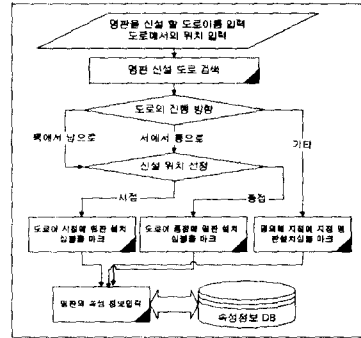 명판을 신설 할 도로이름 입력
도로에서의 위치 입력
명판 신설 도로 검색
도로의 진행 방향
북에서 남으로
서에서 동으로
기타
신설 위치 선정
시점
종점
도로의 시점에 명판 설치
심볼을 마크
도로의 종점에 명판 설치
심볼을 마크
임의의 지점에 지정 명
판설치심볼 마크
명판의 속성 정보입력
속성정보 DB